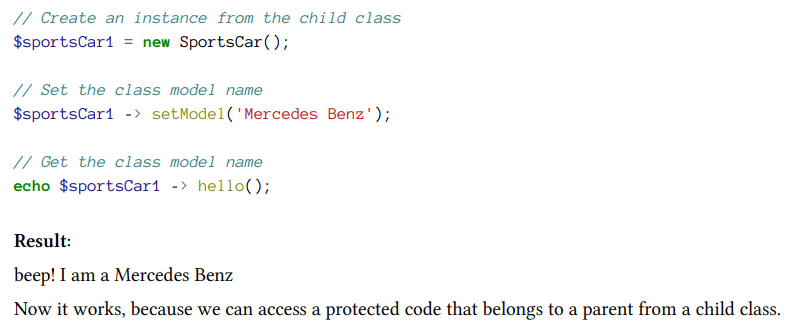 // Create an instance from the child class
$sportsCar1 = new SportsCar();
// Set the class model name
$sportsCar1 -> setModel('Mercedes Benz');
// Get the class model name
echo $sportsCar1 -> hello();
Result:
beep! I am a Mercedes Benz
Now it works, because we can access a protected code that belongs to a parent from a child class.